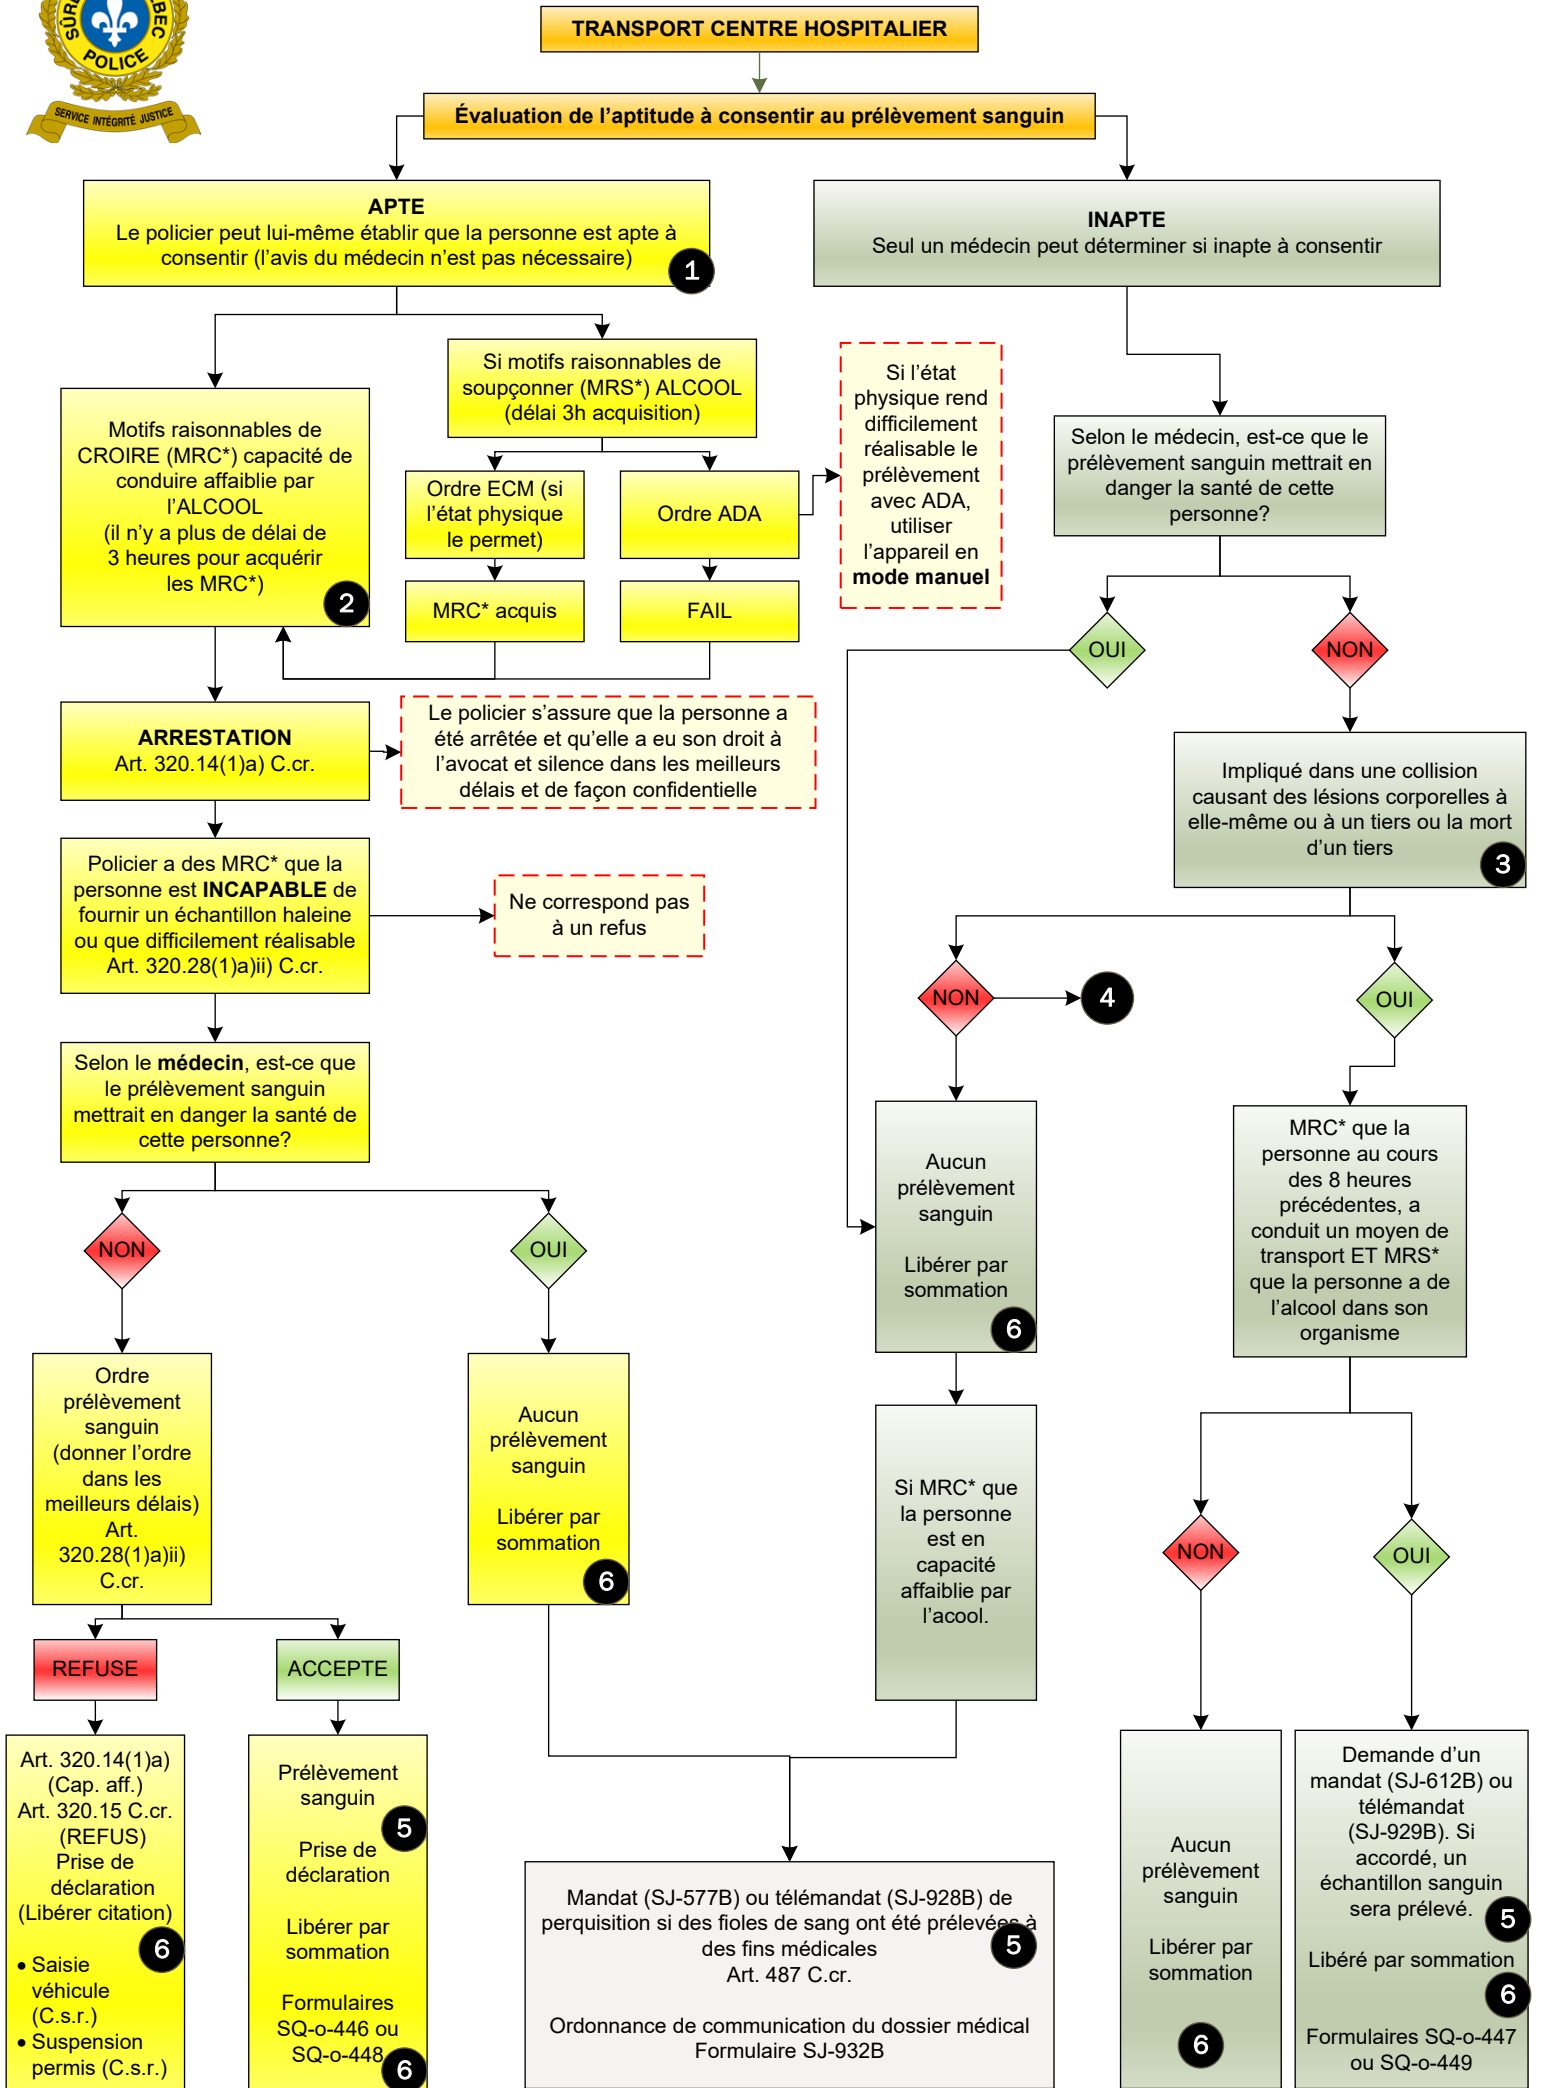 SÛRETÉ
QUÉBEC
POLICE
SERVICE INTÉGRITÉ JUSTICE
TRANSPORT CENTRE HOSPITALIER
Évaluation de l'aptitude à consentir au prélèvement sanguin
APTE
Le policier peut lui-même établir que la personne est apte à
consentir (l'avis du médecin n'est pas nécessaire)
1
INAPTE
Seul un médecin peut déterminer si inapte à consentir
Si motifs raisonnables de
soupçonner (MRS*) ALCOOL
(délai 3h acquisition)
Motifs raisonnables de
CROIRE (MRC*) capacité de
conduire affaiblie par
l'ALCOOL
(il n'y a plus de délai de
3 heures pour acquérir
les MRC*)
2
Ordre ECM (si
l'état physique
le permet)
Ordre ADA
Si l'état
physique rend
difficilement
réalisable le
prélèvement
avec ADA,
utiliser
l'appareil en
mode manuel
MRC* acquis
FAIL
Selon le médecin, est-ce que le
prélèvement sanguin mettrait en
danger la santé de cette
personne?
OUI
NON
ARRESTATION
Art. 320.14(1)a) C.cr.
Le policier s'assure que la personne a
été arrêtée et qu'elle a eu son droit à
l'avocat et silence dans les meilleurs
délais et de façon confidentielle
Impliqué dans une collision
causant des lésions corporelles à
elle-même ou à un tiers ou la mort
d'un tiers
3
Policier a des MRC* que la
personne est INCAPABLE de
fournir un échantillon haleine
ou que difficilement réalisable
Art. 320.28(1)a)ii) C.cr.
Ne correspond pas
à un refus
NON
4
OUI
Selon le médecin, est-ce que
le prélèvement sanguin
mettrait en danger la santé de
cette personne?
NON
OUI
Aucun
prélèvement
sanguin
Libérer par
sommation
6
MRC* que la
personne au cours
des 8 heures
précédentes, a
conduit un moyen de
transport ET MRS*
que la personne a de
l'alcool dans son
organisme
Ordre
prélèvement
sanguin
(donner l'ordre
dans les
meilleurs délais)
Art.
320.28(1)a)ii)
C.cr.
Aucun
prélèvement
sanguin
Libérer par
sommation
6
Si MRC* que
la personne
est en
capacité
affaiblie par
l'acool.
NON
OUI
REFUSE
ACCEPTE
Art. 320.14(1)a)
(Cap. aff.)
Art. 320.15 C.cr.
(REFUS)
Prise de
déclaration
(Libérer citation)
6
• Saisie
véhicule
(C.s.r.)
• Suspension
permis (C.s.r.)
Prélèvement
sanguin
5
Prise de
déclaration
Libérer par
sommation
Formulaires
SQ-o-446 ou
SQ-o-448
6
Mandat (SJ-577B) ou télémandat (SJ-928B) de
perquisition si des fioles de sang ont été prélevées à
des fins médicales
5
Art. 487 C.cr.
Ordonnance de communication du dossier médical
Formulaire SJ-932B
Aucun
prélèvement
sanguin
Libérer par
sommation
6
Demande d'un
mandat (SJ-612B) ou
télémandat
(SJ-929B). Si
accordé, un
échantillon sanguin
sera prélevé.
5
Libéré par sommation
6
Formulaires SQ-o-447
ou SQ-o-449